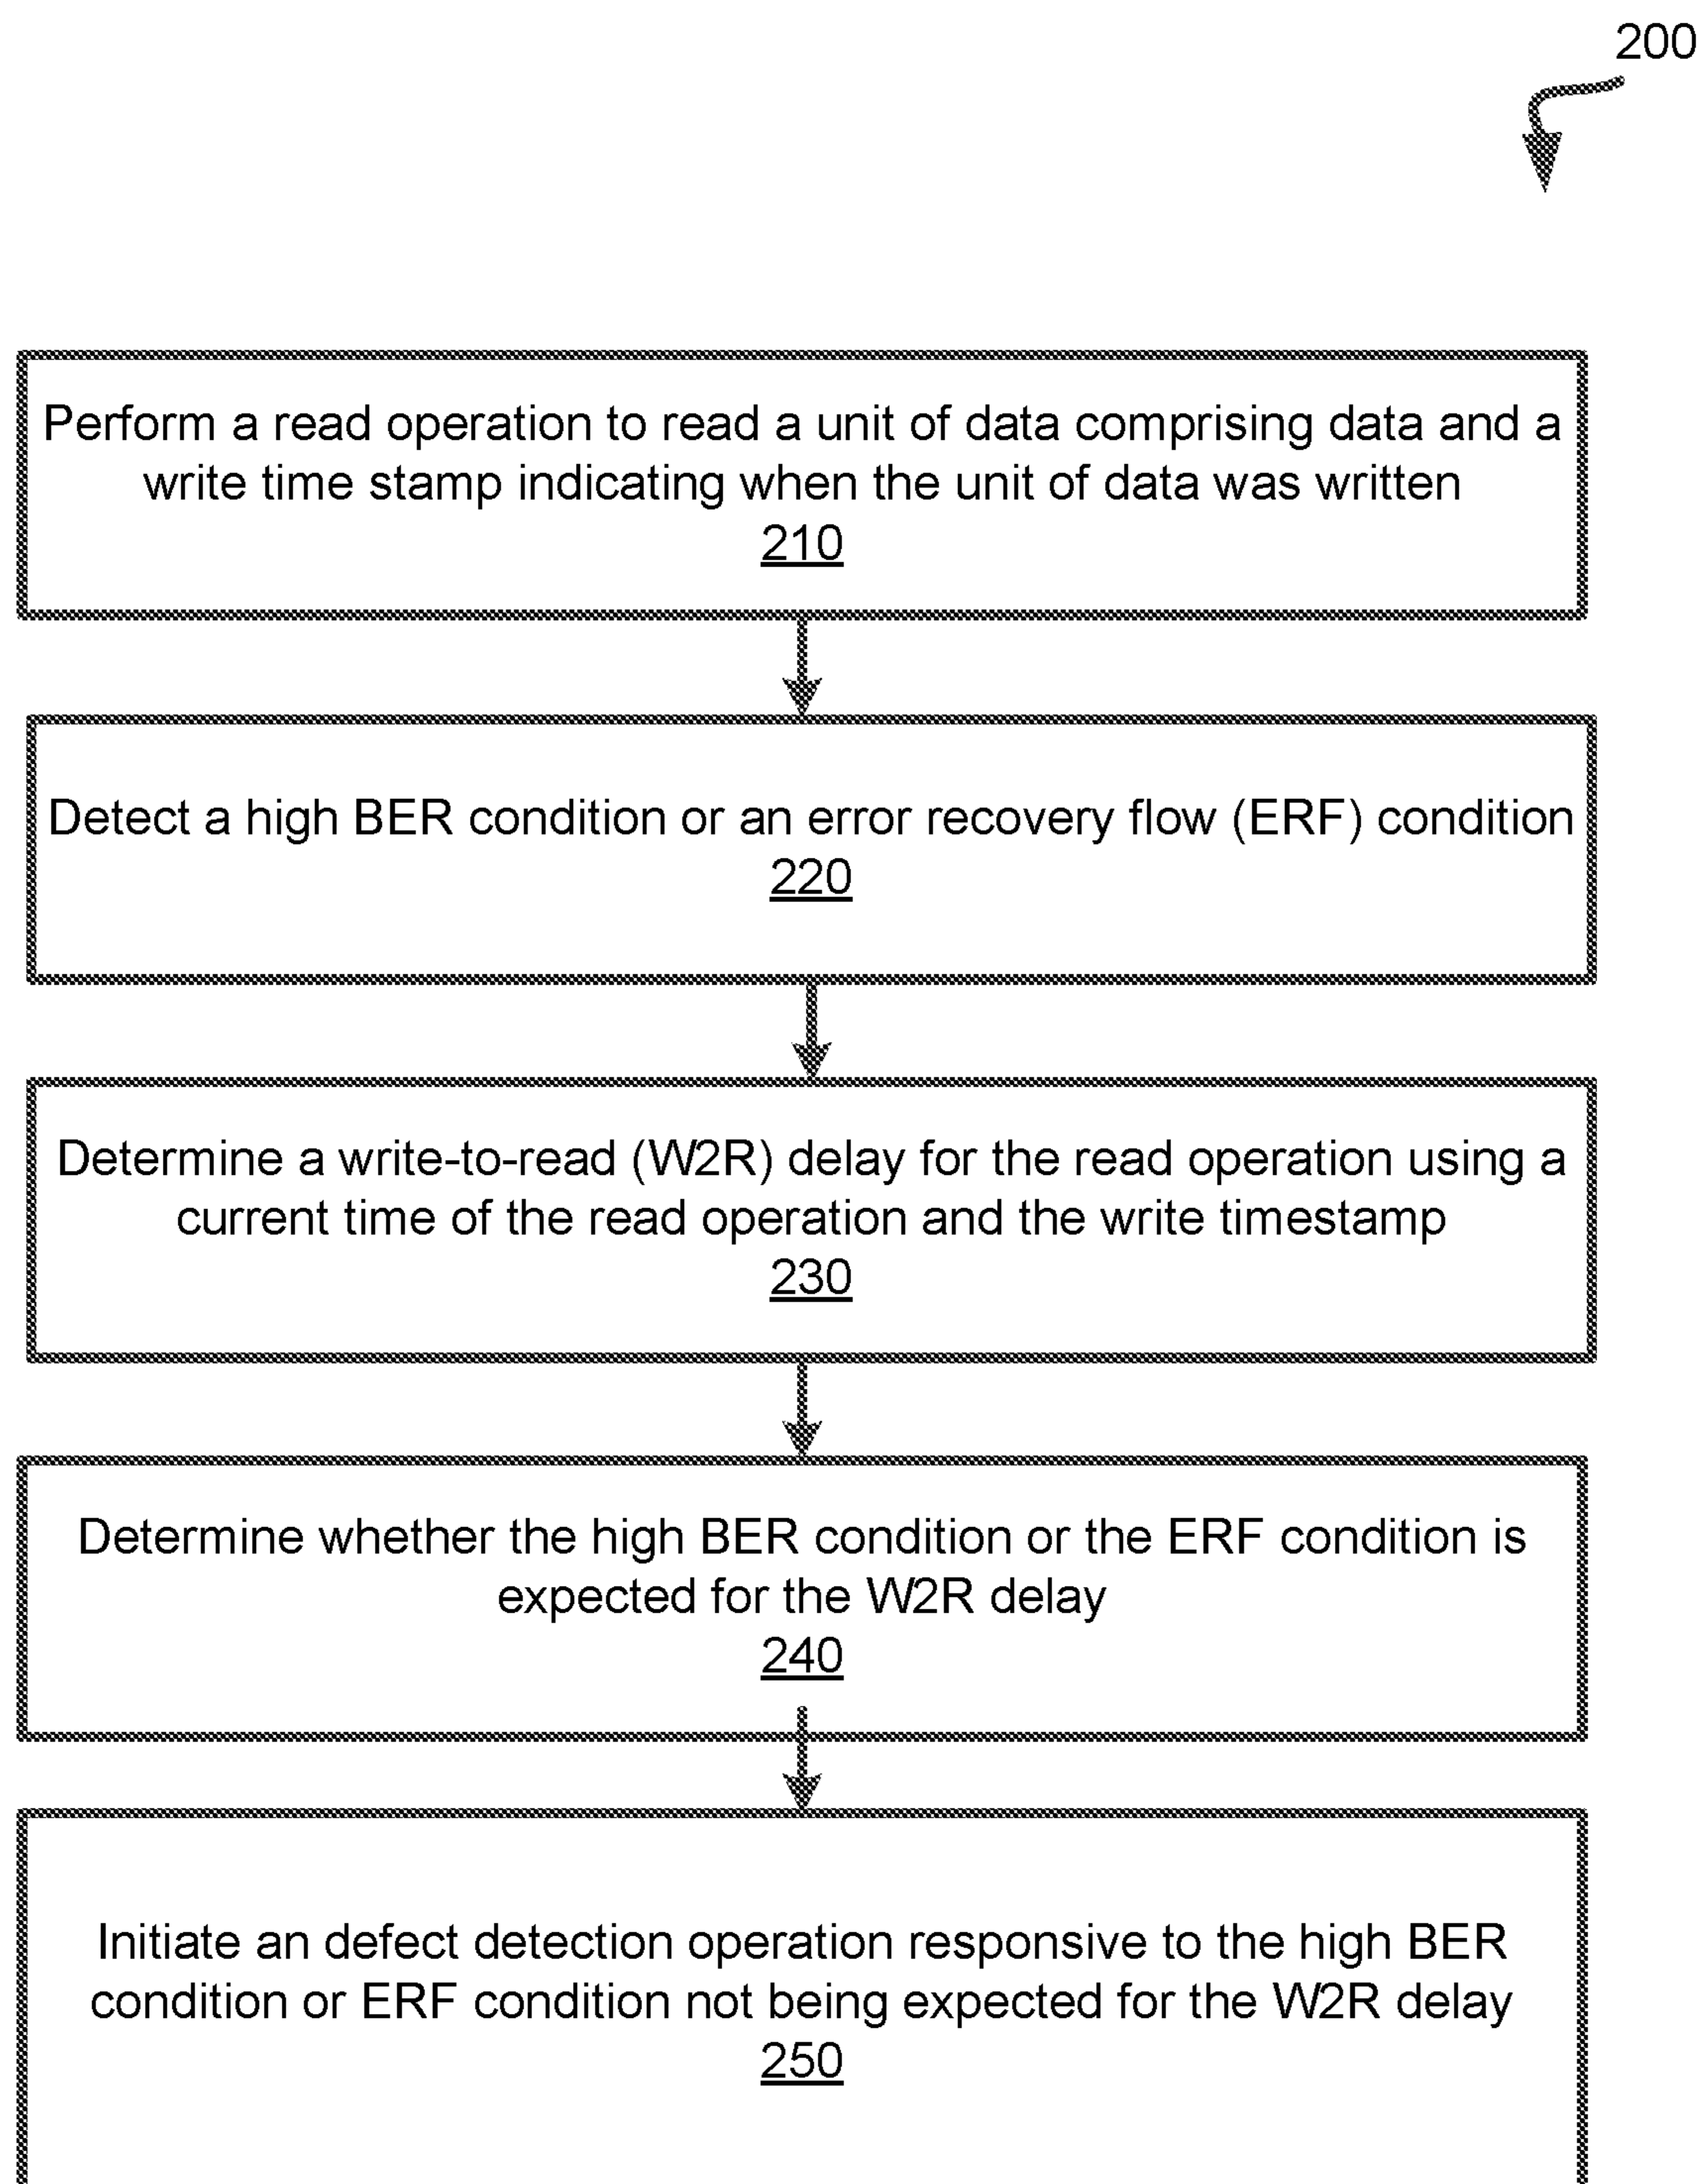 200
Perform a read operation to read a unit of data comprising data and a
write time stamp indicating when the unit of data was written
210
Detect a high BER condition or an error recovery flow (ERF) condition
220
Determine a write-to-read (W2R) delay for the read operation using a
current time of the read operation and the write timestamp
230
Determine whether the high BER condition or the ERF condition is
expected for the W2R delay
240
Initiate an defect detection operation responsive to the high BER
condition or ERF condition not being expected for the W2R delay
250